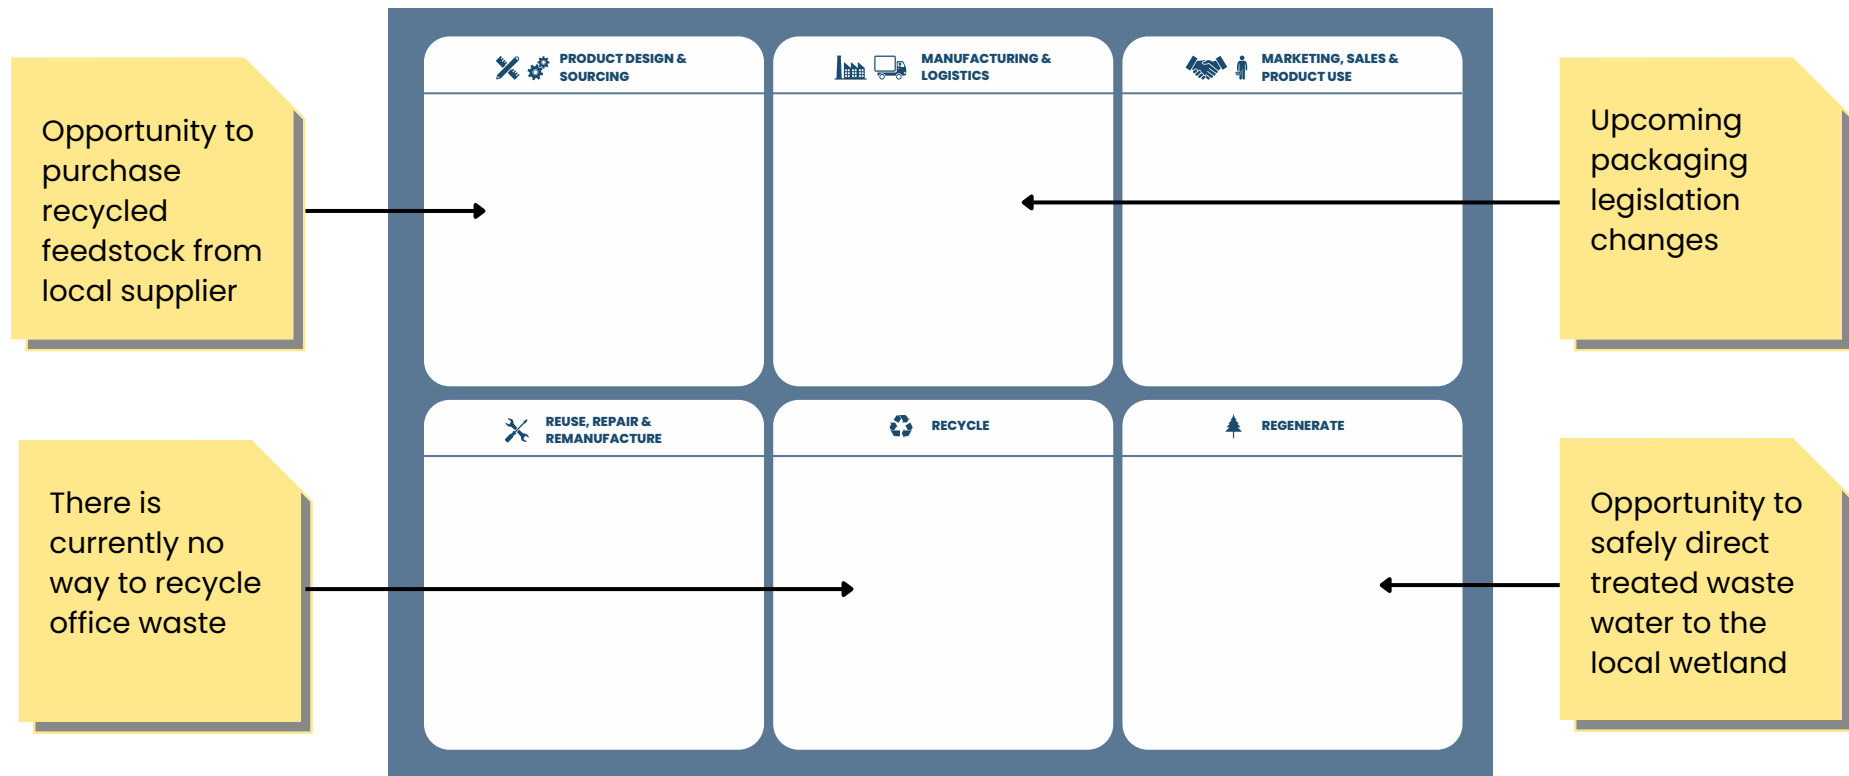 PRODUCT DESIGN &
SOURCING
MANUFACTURING &
LOGISTICS
MARKETING, SALES &
PRODUCT USE
Opportunity to
purchase
recycled
feedstock from
local supplier
Upcoming
packaging
legislation
changes
REUSE, REPAIR &
REMANUFACTURE
RECYCLE
REGENERATE
There is
currently no
way to recycle
office waste
Opportunity to
safely direct
treated waste
water to the
local wetland